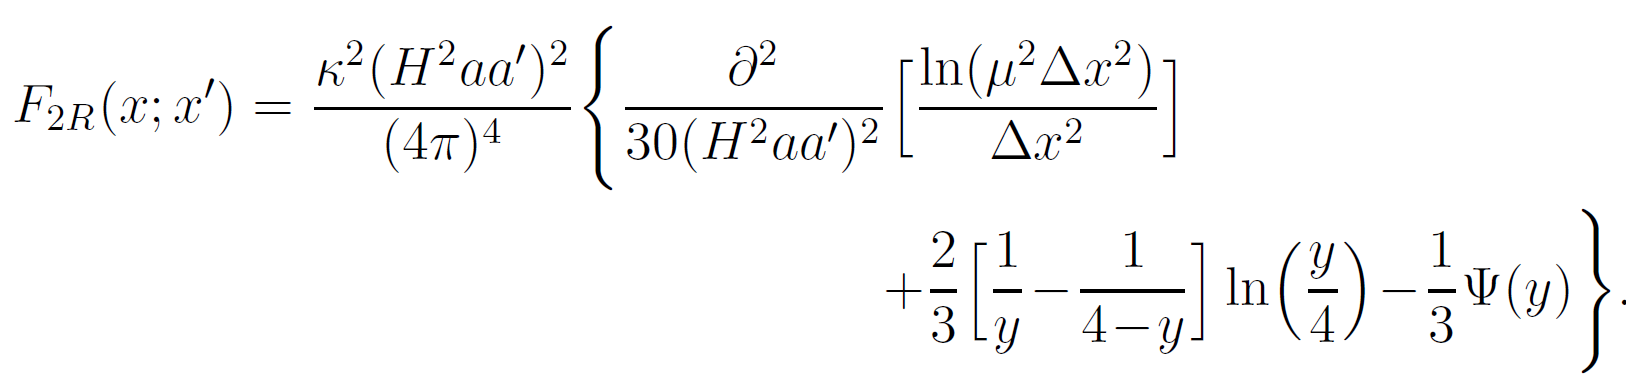 F_{2R}(x; x') = \frac{\kappa^2 (H^2 aa')^2}{(4\pi)^4} \Biggl\{ \frac{\partial^2}{30 (H^2 aa')^2} \Bigl[ \frac{\ln(\mu^2 \Delta x^2)}{\Delta x^2} \Bigr]
+ \frac{2}{3} \Bigl[ \frac{1}{y} - \frac{1}{4-y} \Bigr] \ln\Bigl( \frac{y}{4} \Bigr) - \frac{1}{3} \Psi(y) \Biggr\}.